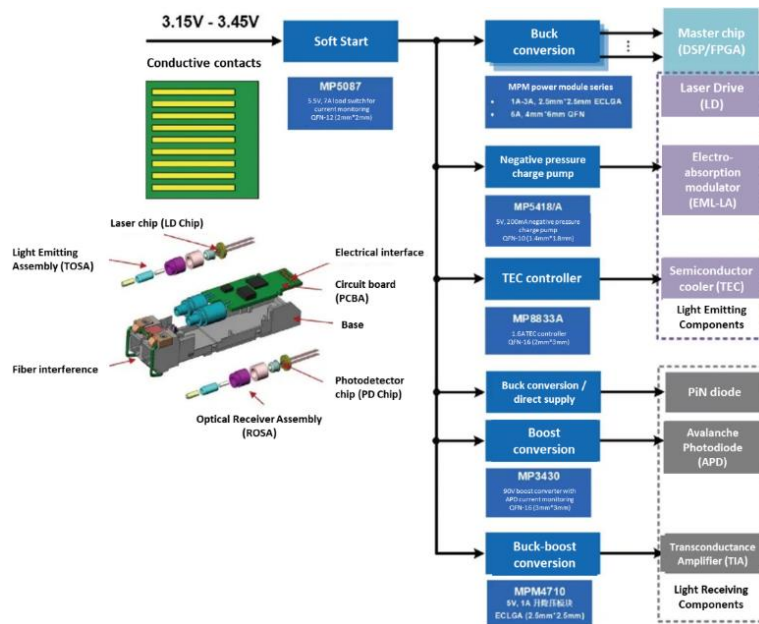 3.15V - 3.45V
Conductive contacts
Soft Start
MP5087
5.5V, 7A load switch for
current monitoring
QFN-12 (2mm*2mm)
Buck
conversion
MPM power module series
• 1A-3A, 2.5mm*2.5mm ECLGA
• 6A, 4mm*6mm QFN
Master chip
(DSP/FPGA)
Laser Drive
(LD)
Negative pressure
charge pump
MP5418/A
5V, 200mA negative pressure
charge pump
QFN-10 (1.4mm*1.8mm)
Electro-
absorption
modulator
(EML-LA)
TEC controller
MP8833A
1.5A TEC controller
QFN-16 (2mm*3mm)
Semiconductor
cooler (TEC)
Light Emitting
Components
Laser chip (LD Chip)
Light Emitting
Assembly (TOSA)
Electrical interface
Circuit board
(PCBA)
Base
Fiber interference
Photodetector
chip (PD Chip)
Optical Receiver Assembly
(ROSA)
Buck conversion /
direct supply
PiN diode
Boost
conversion
MP3430
90V boost converter with
APD current monitoring
QFN-16 (3mm*3mm)
Avalanche
Photodiode
(APD)
Buck-boost
conversion
MPM4710
5V, 1A 升降压模块
ECLGA (2.5mm*2.5mm)
Transconductance
Amplifier (TIA)
Light Receiving
Components